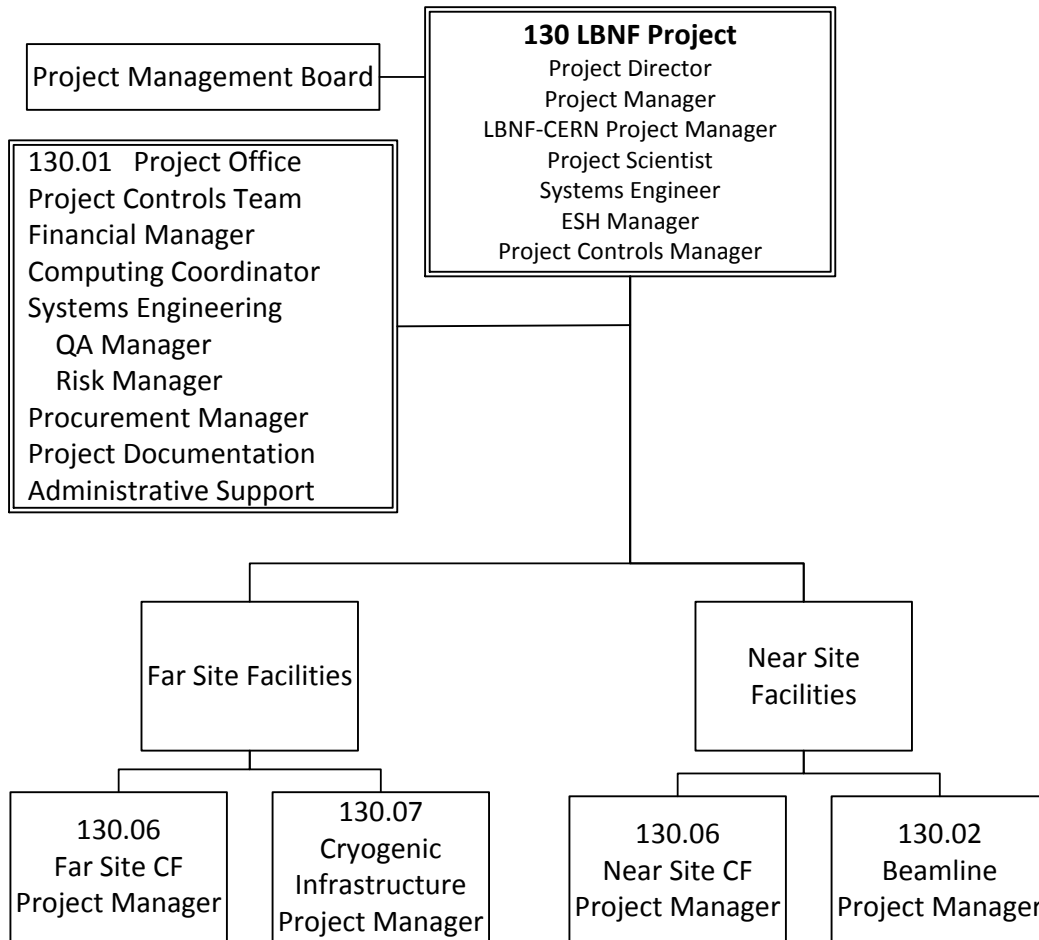 130 LBNF Project
Project Director
Project Manager
LBNF-CERN Project Manager
Project Scientist
Systems Engineer
ESH Manager
Project Controls Manager
Project Management Board
130.01 Project Office
Project Controls Team
Financial Manager
Computing Coordinator
Systems Engineering
QA Manager
Risk Manager
Procurement Manager
Project Documentation
Administrative Support
Far Site Facilities
Near Site
Facilities
130.06
Far Site CF
Project Manager
130.07
Cryogenic
Infrastructure
Project Manager
130.06
Near Site CF
Project Manager
130.02
Beamline
Project Manager